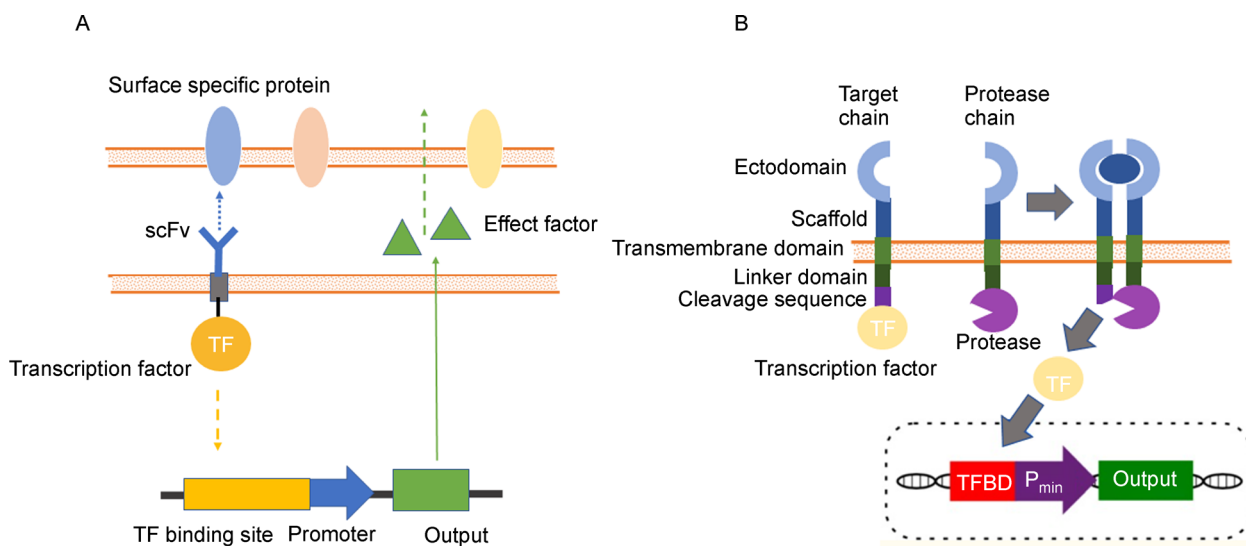 A
Surface specific protein
scFv
Effect factor
TF
Transcription factor
TF binding site
Promoter
Output
B
Target
chain
Protease
chain
Ectodomain
Scaffold
Transmembrane domain
Linker domain
Cleavage sequence
TF
Protease
Transcription factor
TF
TFBD
Pmin
Output